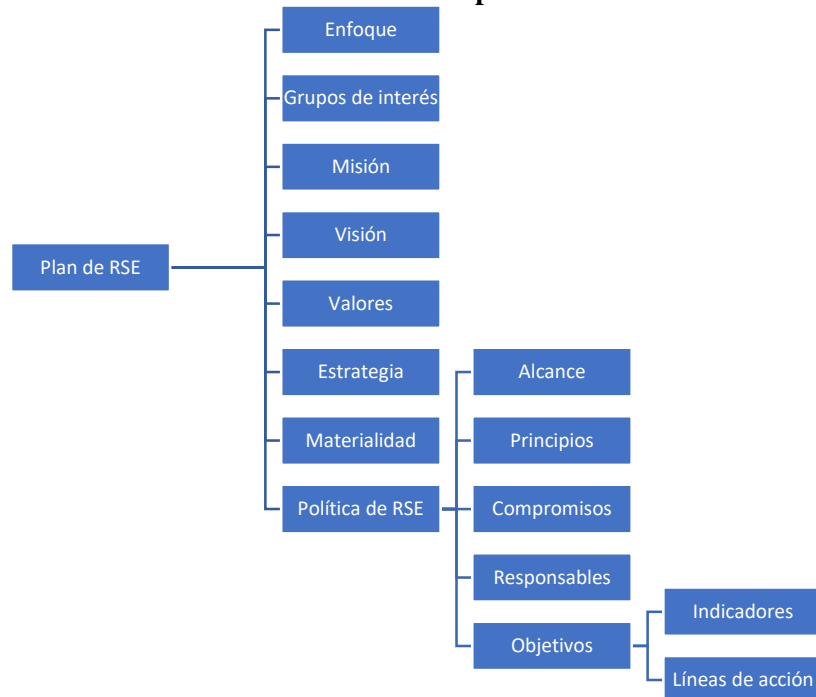 Enfoque
Grupos de interés
Misión
Visión
Plan de RSE
Valores
Estrategia
Alcance
Materialidad
Principios
Política de RSE
Compromisos
Responsables
Indicadores
Objetivos
Líneas de acción